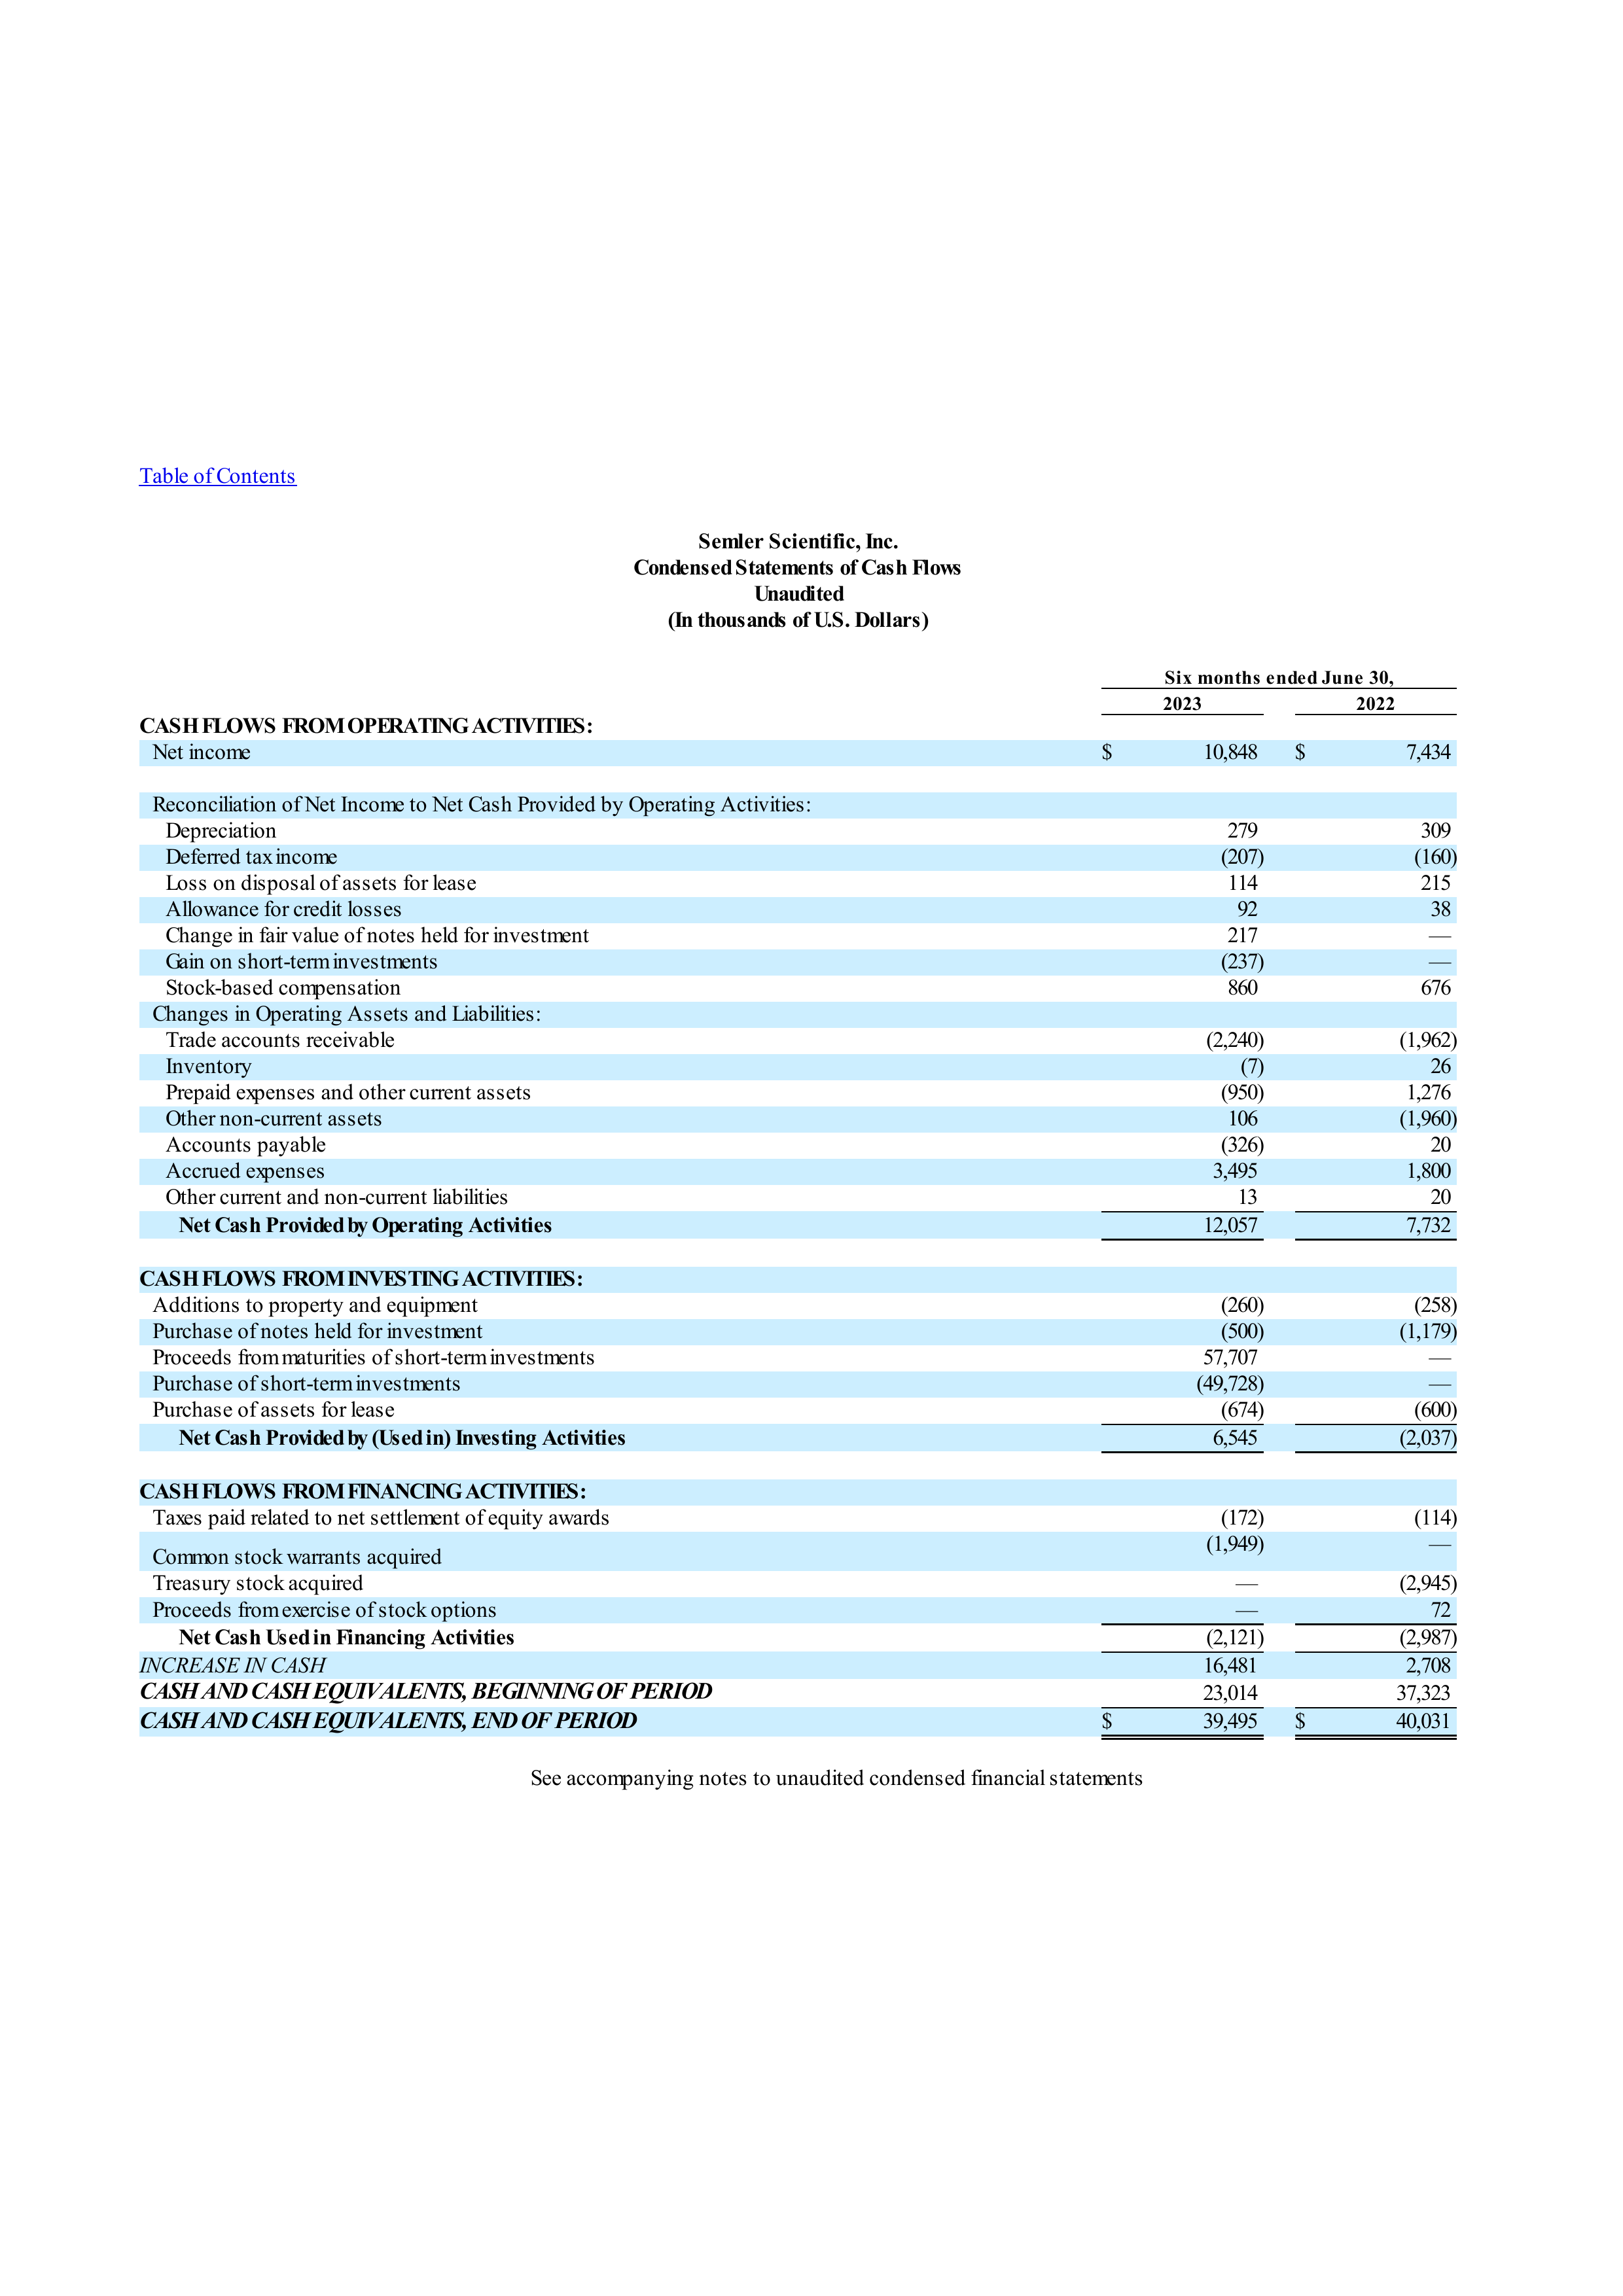 Table of Contents
Semler Scientific, Inc.
Condensed Statements of Cash Flows
Unaudited
(In thousands of U.S. Dollars)
Six months ended June 30,
2023 2022
CASH FLOWS FROM OPERATING ACTIVITIES:
Net income $ 10,848 $ 7,434
Reconciliation of Net Income to Net Cash Provided by Operating Activities:
Depreciation 279 309
Deferred tax income (207) (160)
Loss on disposal of assets for lease 114 215
Allowance for credit losses 92 38
Change in fair value of notes held for investment 217 —
Gain on short-term investments (237) —
Stock-based compensation 860 676
Changes in Operating Assets and Liabilities:
Trade accounts receivable (2,240) (1,962)
Inventory (7) 26
Prepaid expenses and other current assets (950) 1,276
Other non-current assets 106 (1,960)
Accounts payable (326) 20
Accrued expenses 3,495 1,800
Other current and non-current liabilities 13 20
Net Cash Provided by Operating Activities 12,057 7,732
CASH FLOWS FROM INVESTING ACTIVITIES:
Additions to property and equipment (260) (258)
Purchase of notes held for investment (500) (1,179)
Proceeds from maturities of short-term investments 57,707 —
Purchase of short-term investments (49,728) —
Purchase of assets for lease (674) (600)
Net Cash Provided by (Used in) Investing Activities 6,545 (2,037)
CASH FLOWS FROM FINANCING ACTIVITIES:
Taxes paid related to net settlement of equity awards (172) (114)
Common stock warrants acquired (1,949) —
Treasury stock acquired — (2,945)
Proceeds from exercise of stock options — 72
Net Cash Used in Financing Activities (2,121) (2,987)
INCREASE IN CASH 16,481 2,708
CASH AND CASH EQUIVALENTS, BEGINNING OF PERIOD 23,014 37,323
CASH AND CASH EQUIVALENTS, END OF PERIOD $ 39,495 $ 40,031
See accompanying notes to unaudited condensed financial statements